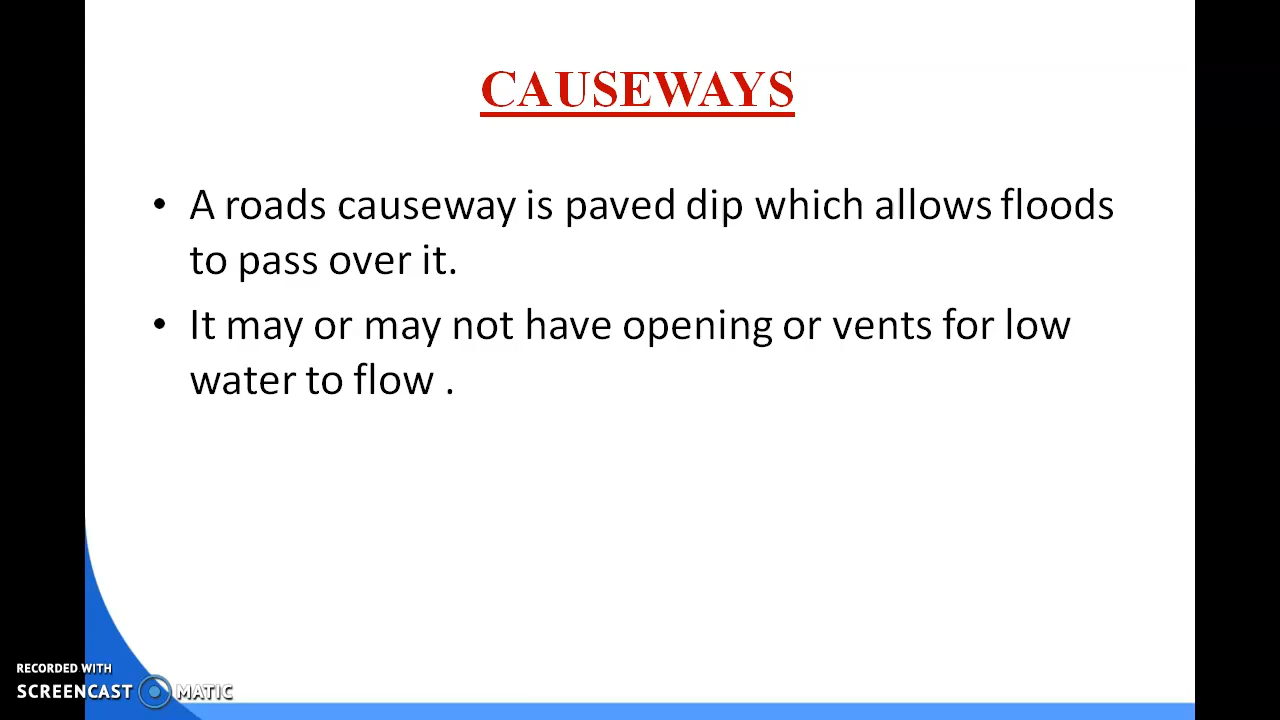 CAUSEWAYS
• A roads causeway is paved dip which allows floods
to pass over it.
• It may or may not have opening or vents for low
water to flow .
RECORDED WITH
SCREENCAST MATIC